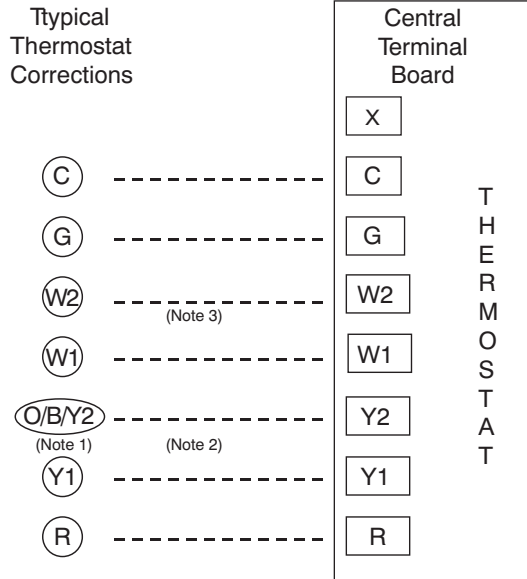 Ttypical
Thermostat
Corrections
Central
Terminal
Board
X
C C
G G
W2 W2
(Note 3)
W1 W1
O/B/Y2 Y2
(Note 1) (Note 2)
Y1 Y1
R R
THERMOSTAT